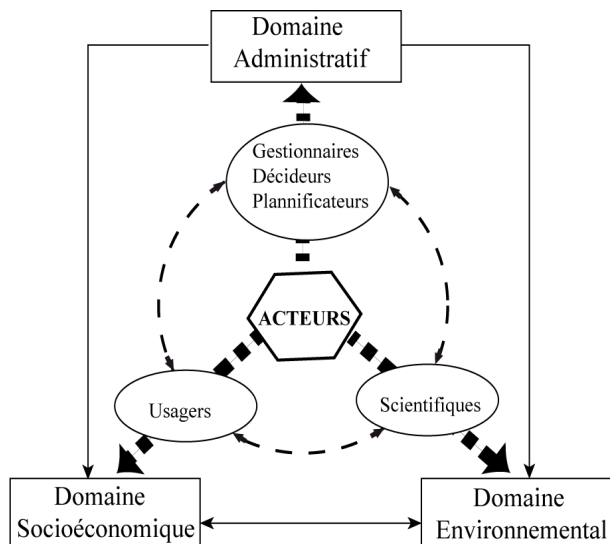 Domaine
Administratif
Gestionnaires
Décideurs
Plannificateurs
ACTEURS
Usagers
Scientifiques
Domaine
Socioéconomique
Domaine
Environnemental